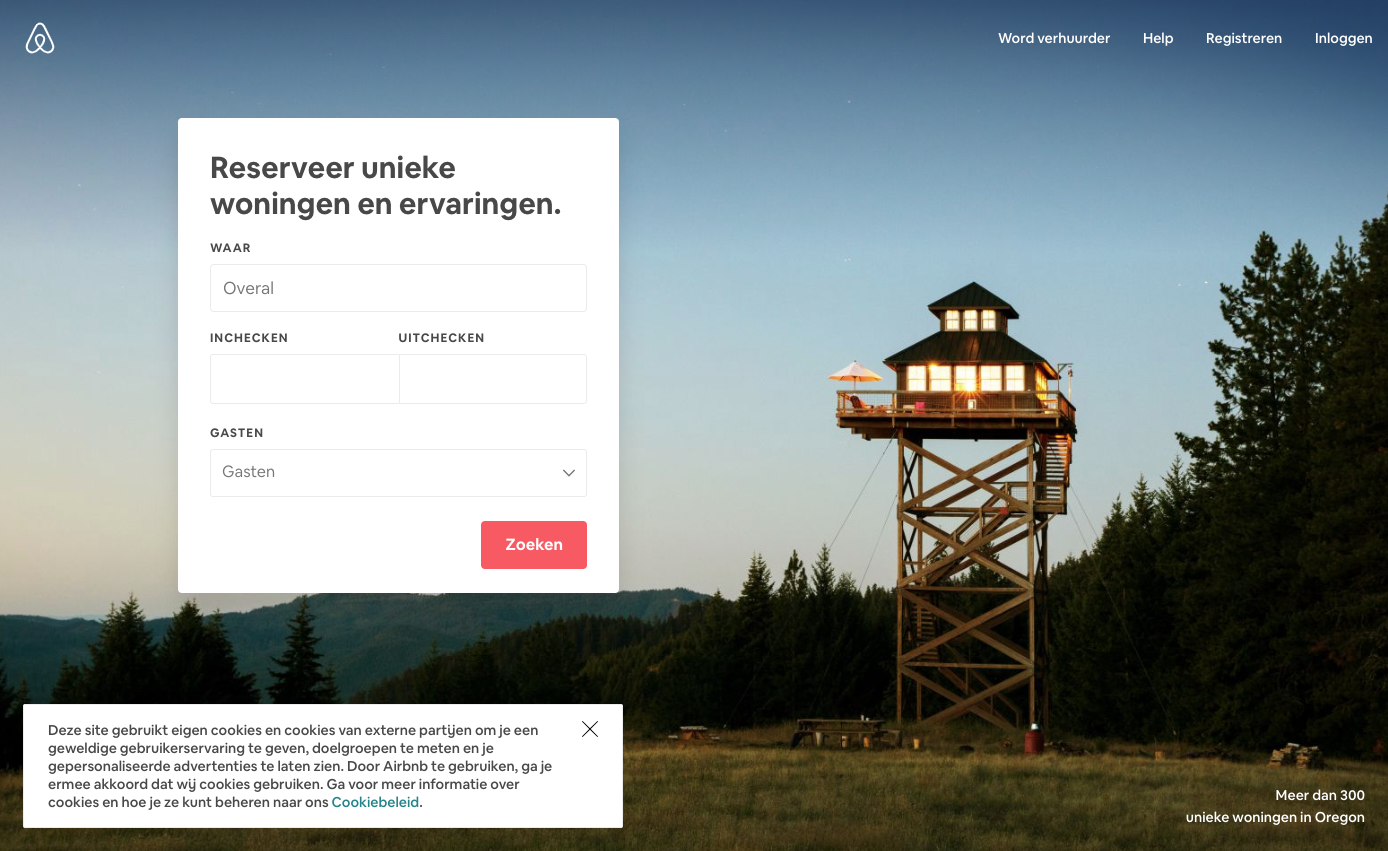 Word verhuurder
Help
Registreren
Inloggen
Reserveer unieke
woningen en ervaringen.
WAAR
Overal
INCHECKEN
UITCHECKEN
GASTEN
Gasten
Zoeken
Deze site gebruikt eigen cookies en cookies van externe partijen om je een
geweldige gebruikerservaring te geven, doelgroepen te meten en je
gepersonaliseerde advertenties te laten zien. Door Airbnb te gebruiken, ga je
ermee akkoord dat wij cookies gebruiken. Ga voor meer informatie over
cookies en hoe je ze kunt beheren naar ons Cookiebeleid.
Meer dan 300
unieke woningen in Oregon